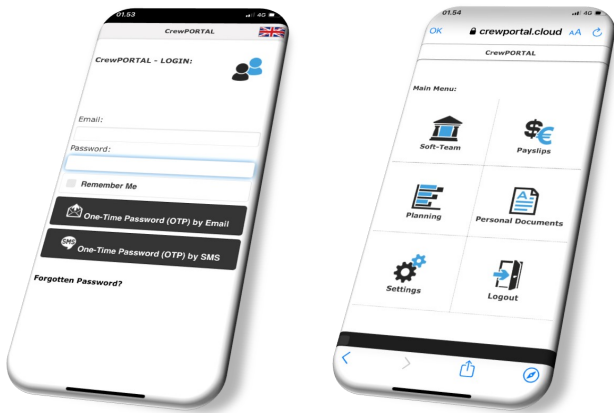 01.53
4G
CrewPORTAL
CrewPORTAL - LOGIN:
Email:
Password:
Remember Me
One-Time Password (OTP) by Email
SMS
One-Time Password (OTP) by SMS
Forgotten Password?
01.54
4G
OK
crewportal.cloud
AA
CrewPORTAL
Main Menu:
Soft-Team
Payslips
Planning
Personal Documents
Settings
Logout